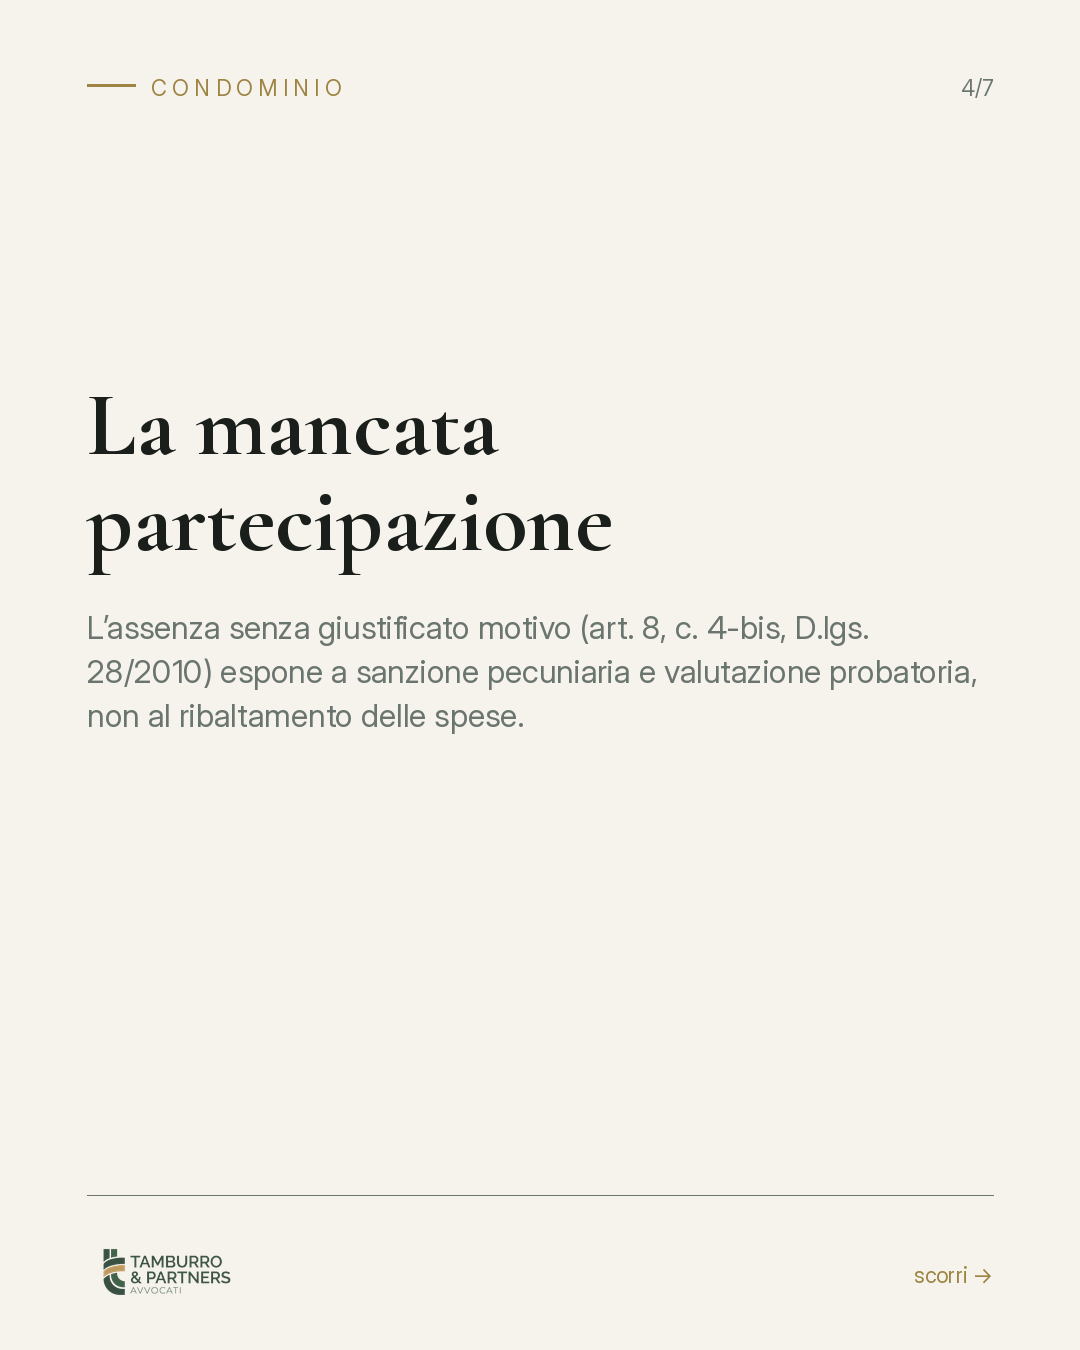 CONDOMINIO
4/7
La mancata
partecipazione
L’assenza senza giustificato motivo (art. 8, c. 4-bis, D.lgs.
28/2010) espone a sanzione pecuniaria e valutazione probatoria,
non al ribaltamento delle spese.
TAMBURRO
& PARTNERS
AVVOCATI
scorri →